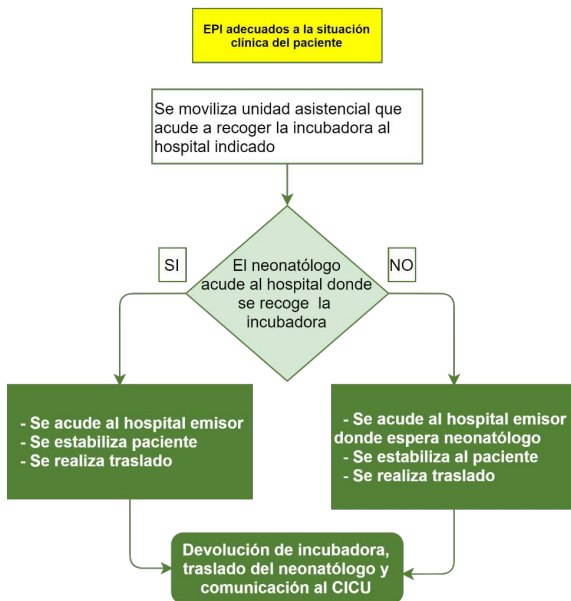 EPI adecuados a la situación
clínica del paciente
Se moviliza unidad asistencial que
acude a recoger la incubadora al
hospital indicado
SI
El neonatólogo
acude al hospital donde
se recoge la
incubadora
NO
- Se acude al hospital emisor
- Se estabiliza paciente
- Se realiza traslado
- Se acude al hospital emisor
donde espera neonatólogo
- Se estabiliza al paciente
- Se realiza traslado
Devolución de incubadora,
traslado del neonatólogo y
comunicación al CICU